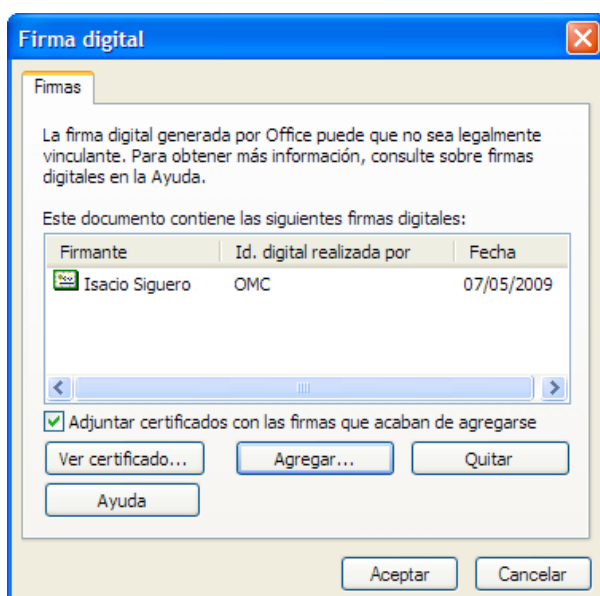 Firma digital
Firmas
La firma digital generada por Office puede que no sea legalmente
vinculante. Para obtener más información, consulte sobre firmas
digitales en la Ayuda.
Este documento contiene las siguientes firmas digitales:
Firmante Id. digital realizada por Fecha
Isacio Siguero OMC 07/05/2009
Adjuntar certificados con las firmas que acaban de agregarse
Ver certificado... Agregar... Quitar
Ayuda
Aceptar Cancelar